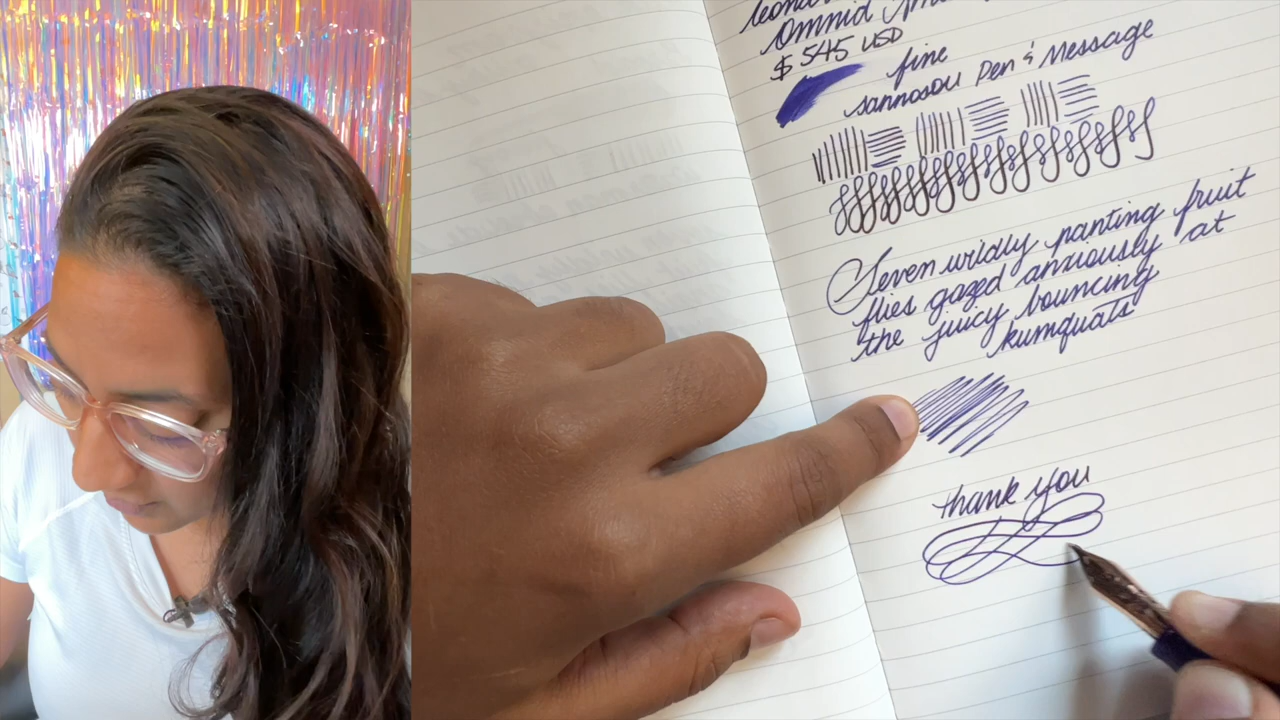 Omnid
$ 545 USD
fine
sannosou Pen & Message
Seven wildly panting fruit
flies gazed anxiously at
the juicy bouncing
kumquats
thank you